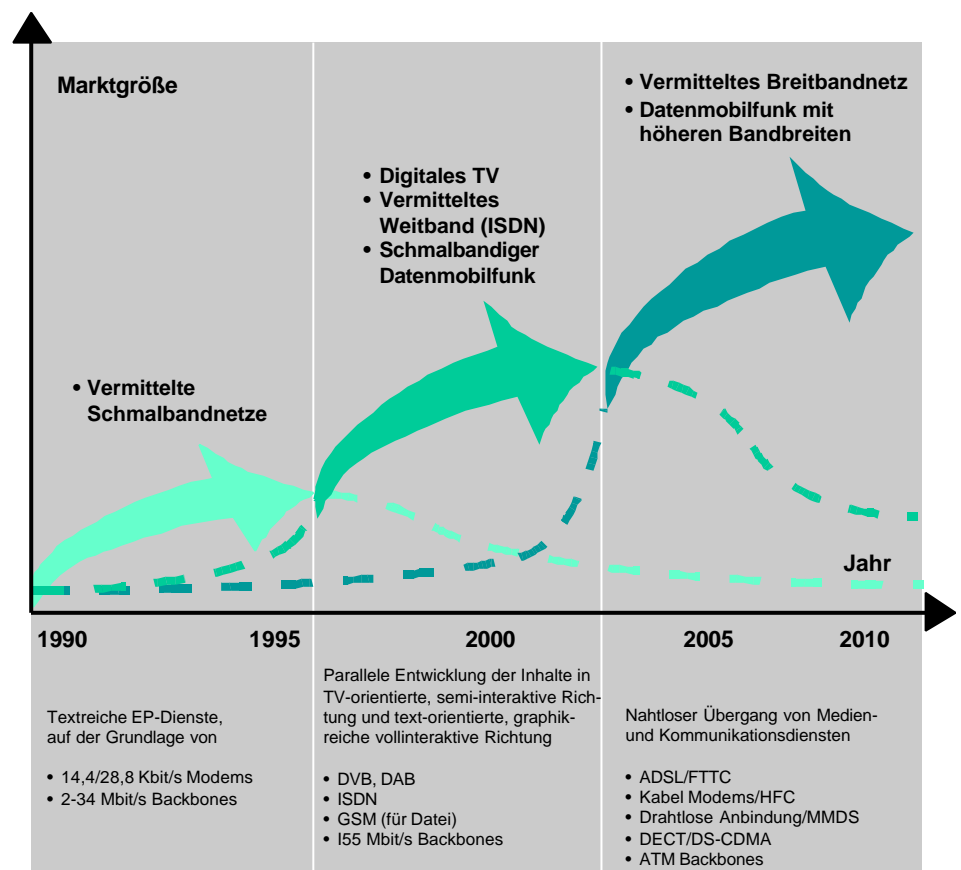 Marktgröße
• Vermittelte
Schmalbandnetze
• Digitales TV
• Vermitteltes
Weitband (ISDN)
• Schmalbandiger
Datenmobilfunk
• Vermitteltes Breitbandnetz
• Datenmobilfunk mit
höheren Bandbreiten
Jahr
1990
1995
2000
2005
2010
Textreiche EP-Dienste,
auf der Grundlage von
• 14,4/28,8 Kbit/s Modems
• 2-34 Mbit/s Backbones
Parallele Entwicklung der Inhalte in
TV-orientierte, semi-interaktive Rich-
tung und text-orientierte, graphik-
reiche vollinteraktive Richtung
• DVB, DAB
• ISDN
• GSM (für Datei)
• I55 Mbit/s Backbones
Nahtloser Übergang von Medien-
und Kommunikationsdiensten
• ADSL/FTTC
• Kabel Modems/HFC
• Drahtlose Anbindung/MMDS
• DECT/DS-CDMA
• ATM Backbones